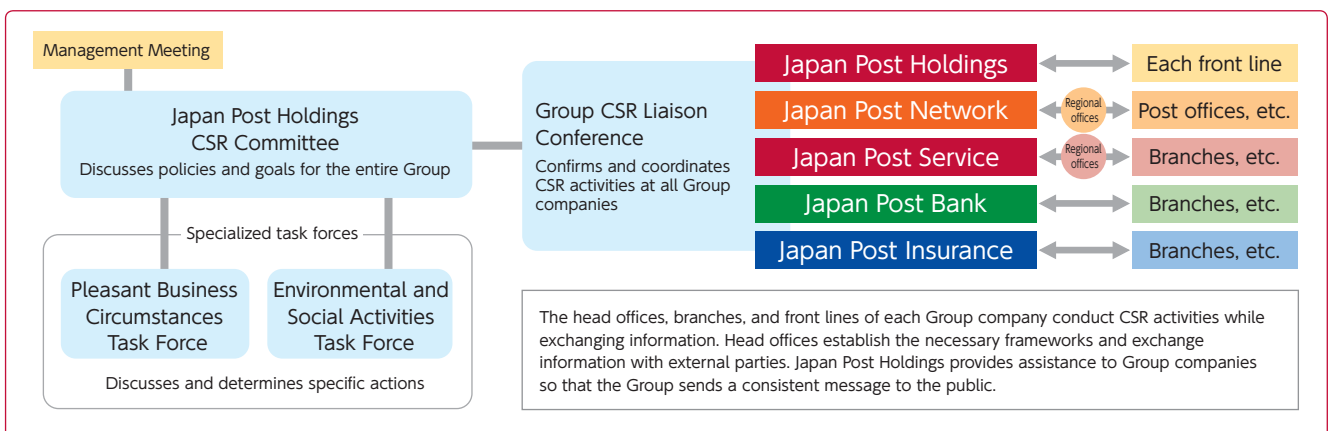 Management Meeting
Japan Post Holdings
CSR Committee
Discusses policies and goals for the entire Group
Specialized task forces
Pleasant Business
Circumstances
Task Force
Environmental and
Social Activities
Task Force
Discusses and determines specific actions
Group CSR Liaison
Conference
Confirms and coordinates
CSR activities at all Group
companies
Japan Post Holdings
Each front line
Japan Post Network
Regional
offices
Post offices, etc.
Japan Post Service
Regional
offices
Branches, etc.
Japan Post Bank
Branches, etc.
Japan Post Insurance
Branches, etc.
The head offices, branches, and front lines of each Group company conduct CSR activities while
exchanging information. Head offices establish the necessary frameworks and exchange
information with external parties. Japan Post Holdings provides assistance to Group companies
so that the Group sends a consistent message to the public.